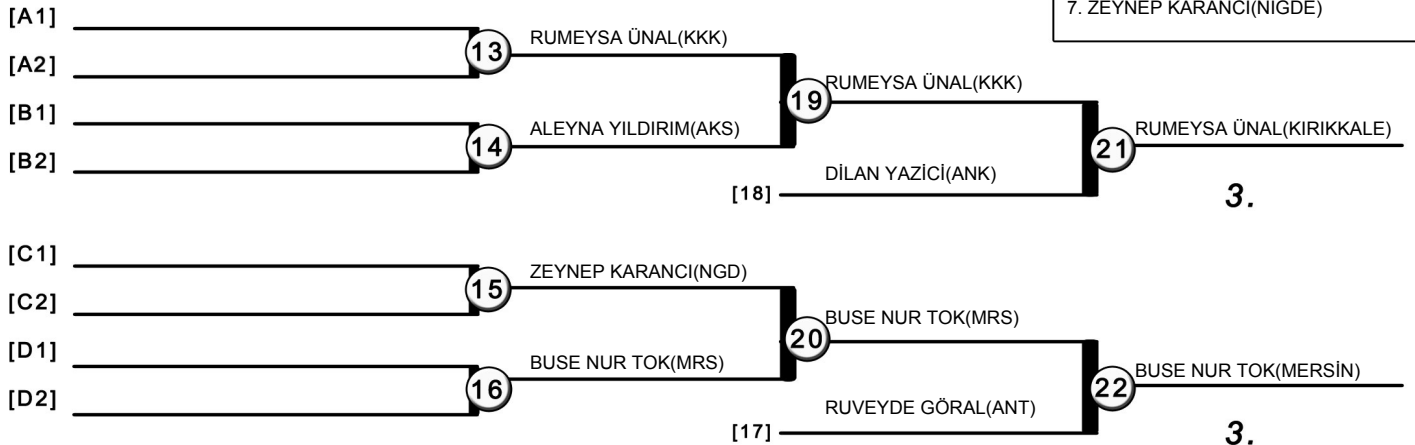 7. ZEYNEP KARANCI(NİĞDE)
[A1]
13
RUMEYSA ÜNAL(KKK)
[A2]
19
RUMEYSA ÜNAL(KKK)
[B1]
14
ALEYNA YILDIRIM(AKS)
21
RUMEYSA ÜNAL(KIRIKKALE)
[B2]
DİLAN YAZİCİ(ANK)
[18]
3.
[C1]
15
ZEYNEP KARANCI(NGD)
[C2]
20
BUSE NUR TOK(MRS)
[D1]
16
BUSE NUR TOK(MRS)
22
BUSE NUR TOK(MERSİN)
[D2]
RUVEYDE GÖRAL(ANT)
[17]
3.